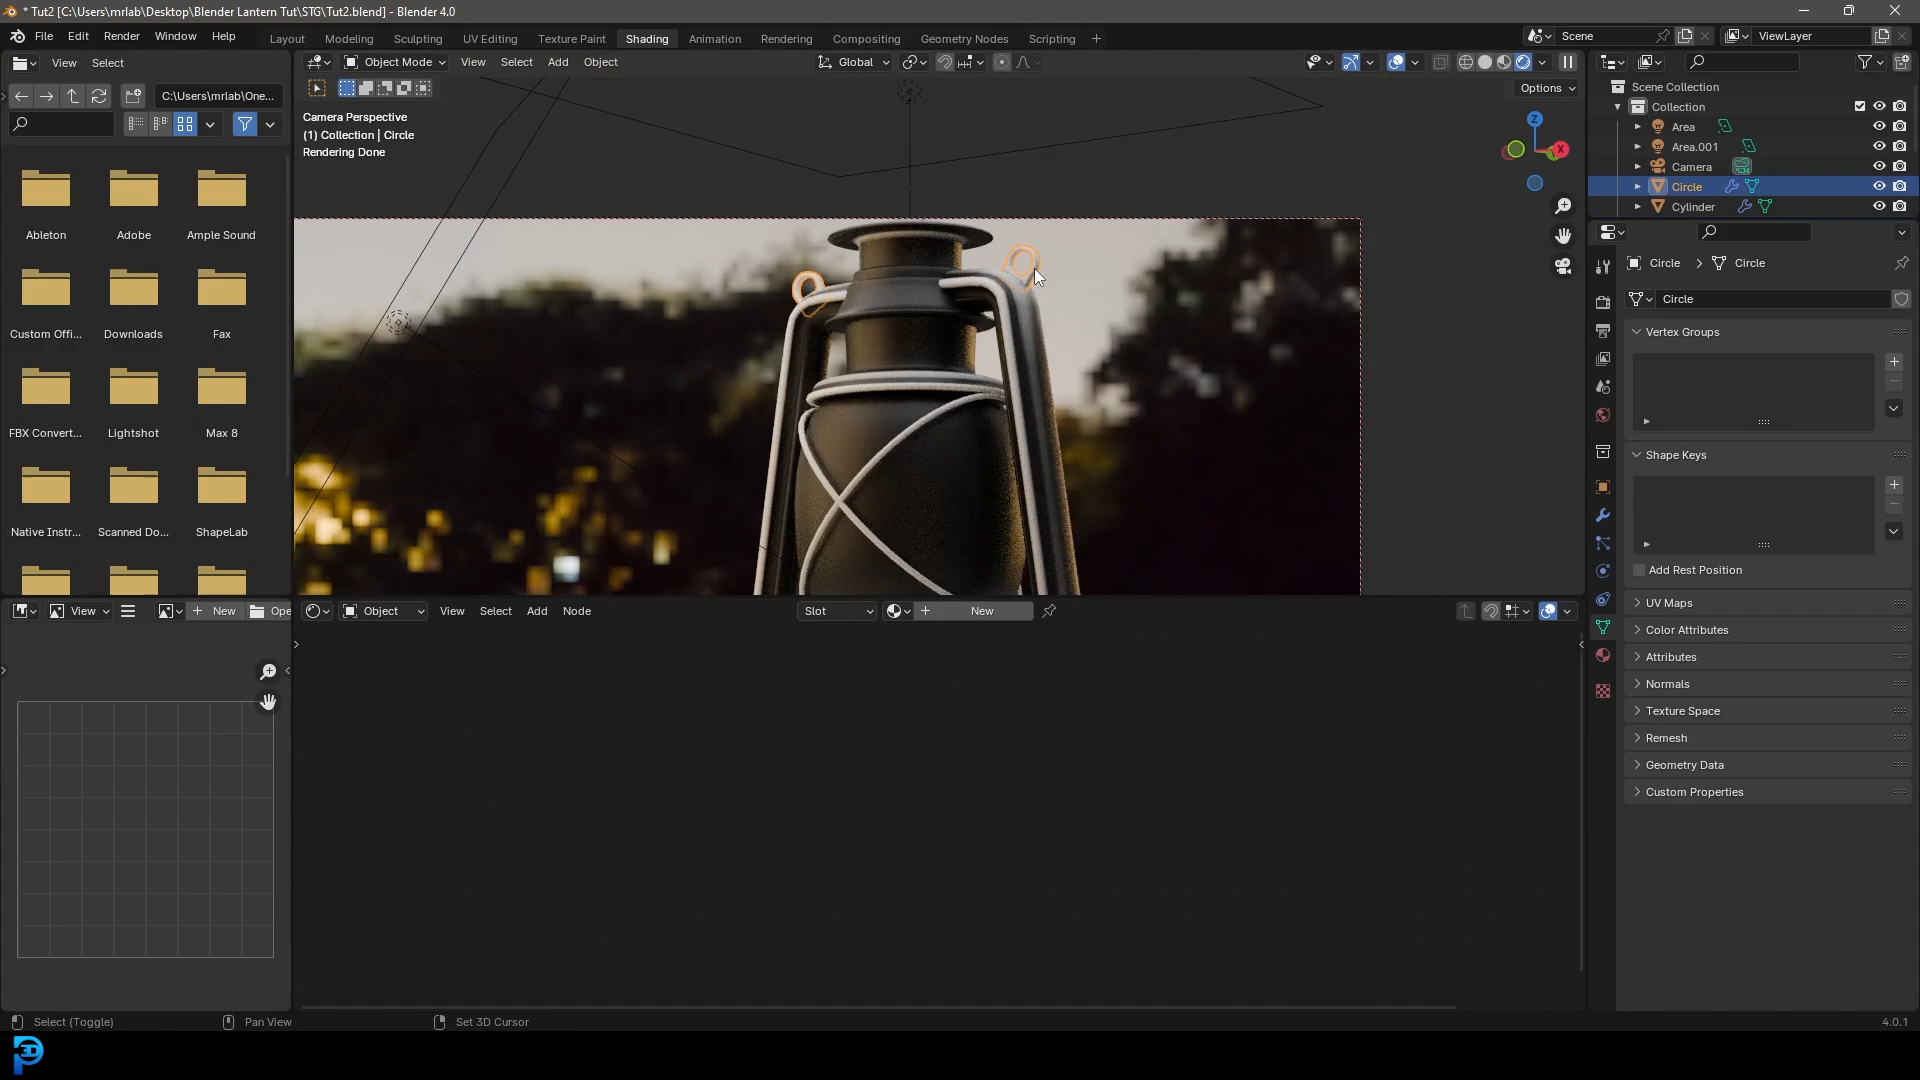 * Tut2 [C:\Users\mrlab\Desktop\Blender Lantern Tut\STG\Tut2.blend] - Blender 4.0
File Edit Render Window Help
Layout Modeling Sculpting UV Editing Texture Paint Shading Animation Rendering Compositing Geometry Nodes Scripting +
Scene
ViewLayer
View Select
Object Mode View Select Add Object
Global
C:\Users\mrlab\One...
Options
Camera Perspective
(1) Collection | Circle
Rendering Done
Z
X
Ableton Adobe Ample Sound
Custom Offi... Downloads Fax
FBX Convert... Lightshot Max 8
Native Instr... Scanned Do... ShapeLab
Scene Collection
Collection
Area
Area.001
Camera
Circle
Cylinder
Circle > Circle
Circle
Vertex Groups
Shape Keys
Add Rest Position
UV Maps
Color Attributes
Attributes
Normals
Texture Space
Remesh
Geometry Data
Custom Properties
View + New Ope
Object View Select Add Node
Slot
+ New
Select (Toggle) Pan View Set 3D Cursor
4.0.1
3D